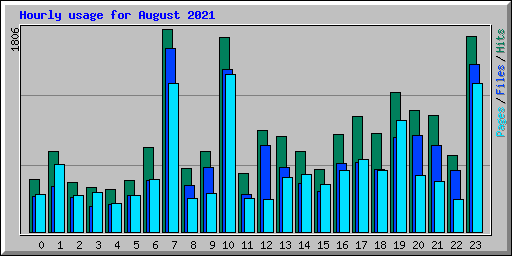 Hourly usage for August 2021
1806
Pages/Files/Hits
0 1 2 3 4 5 6 7 8 9 10 11 12 13 14 15 16 17 18 19 20 21 22 23